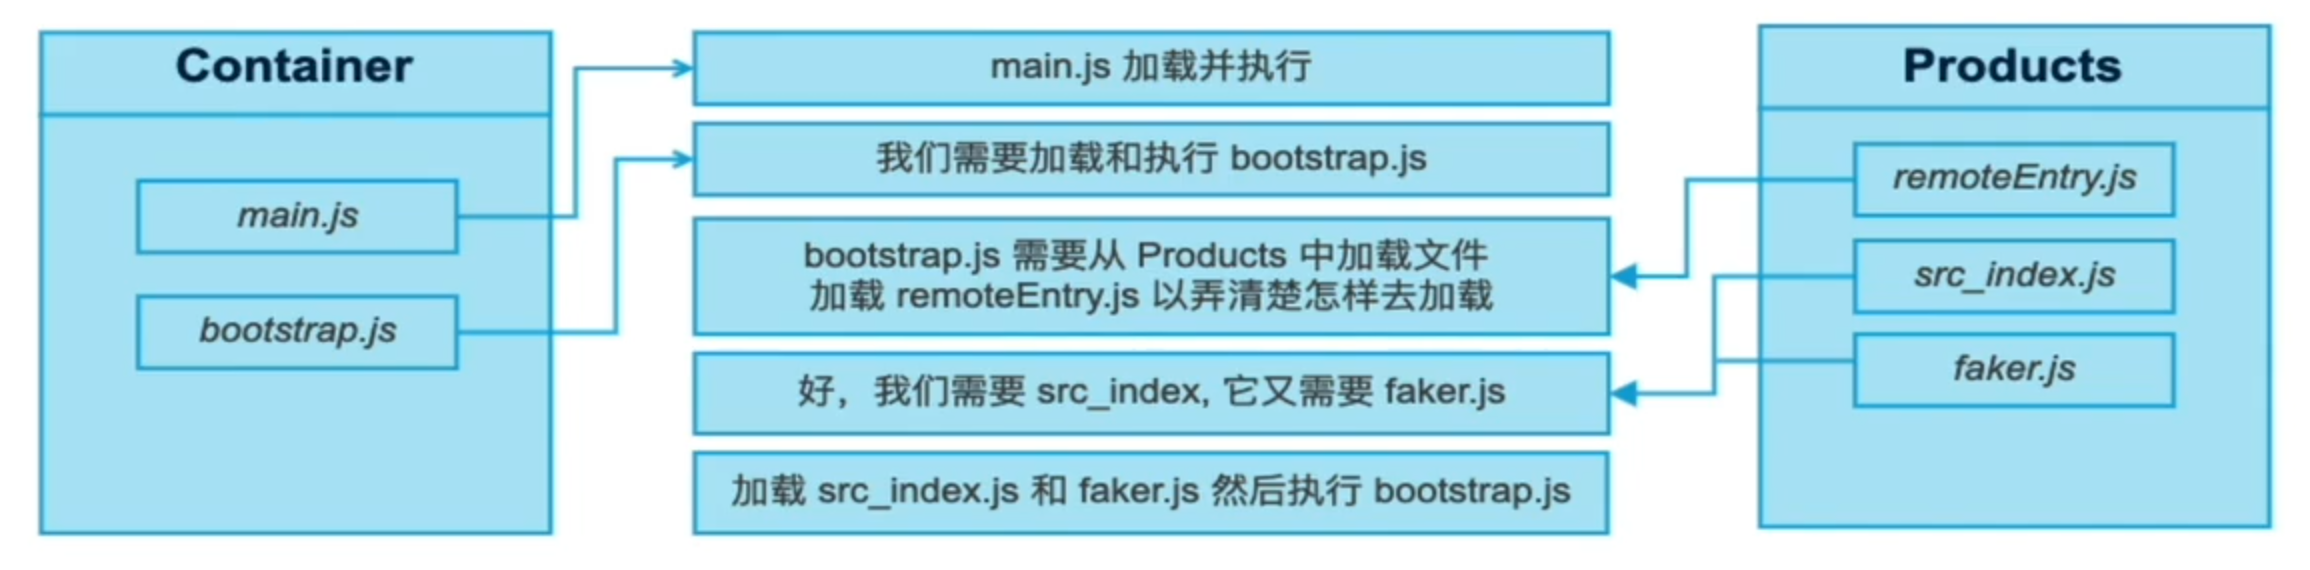 Container
main.js
bootstrap.js
main.js 加载并执行
我们需要加载和执行 bootstrap.js
bootstrap.js 需要从 Products 中加载文件
加载 remoteEntry.js 以弄清楚怎样去加载
好，我们需要 src_index, 它又需要 faker.js
加载 src_index.js 和 faker.js 然后执行 bootstrap.js
Products
remoteEntry.js
src_index.js
faker.js